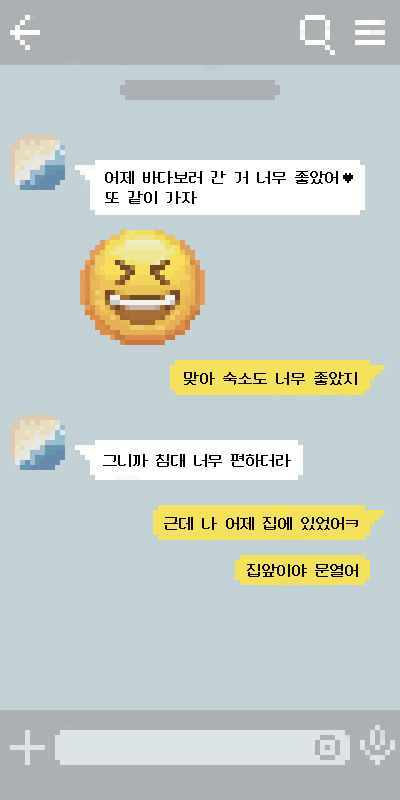 어제 바다보러 간 거 너무 좋았어♥
또 같이 가자
맞아 숙소도 너무 좋았지
그니까 침대 너무 편하더라
근데 나 어제 집에 있었어ㅋ
집앞이야 문열어